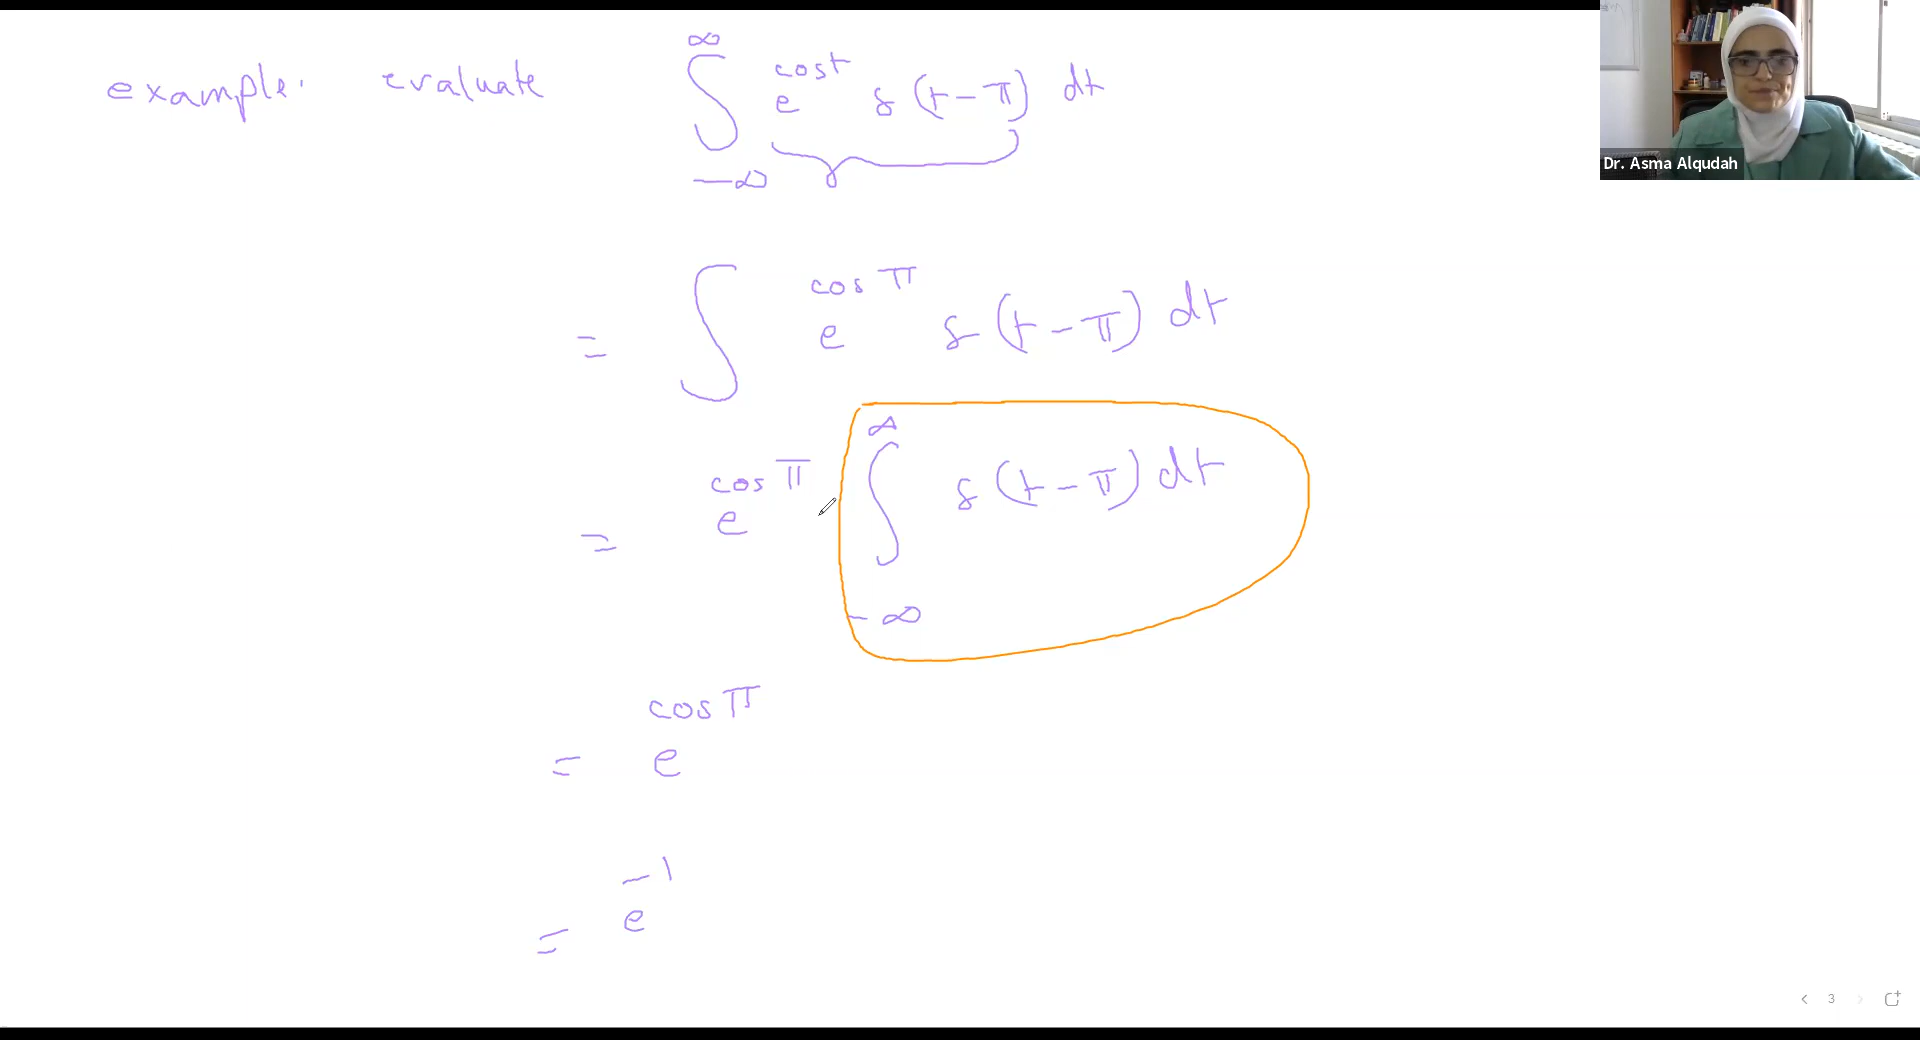 example. evaluate ∫_{-∞}^{∞} e^{cost} δ(t-π) dt
Dr. Asma Alqudah
= ∫ e^{cos π} δ(t-π) dt
= e^{cos π} ∫_{-∞}^{∞} δ(t-π) dt
= e^{cos π}
= e^{-1}
3